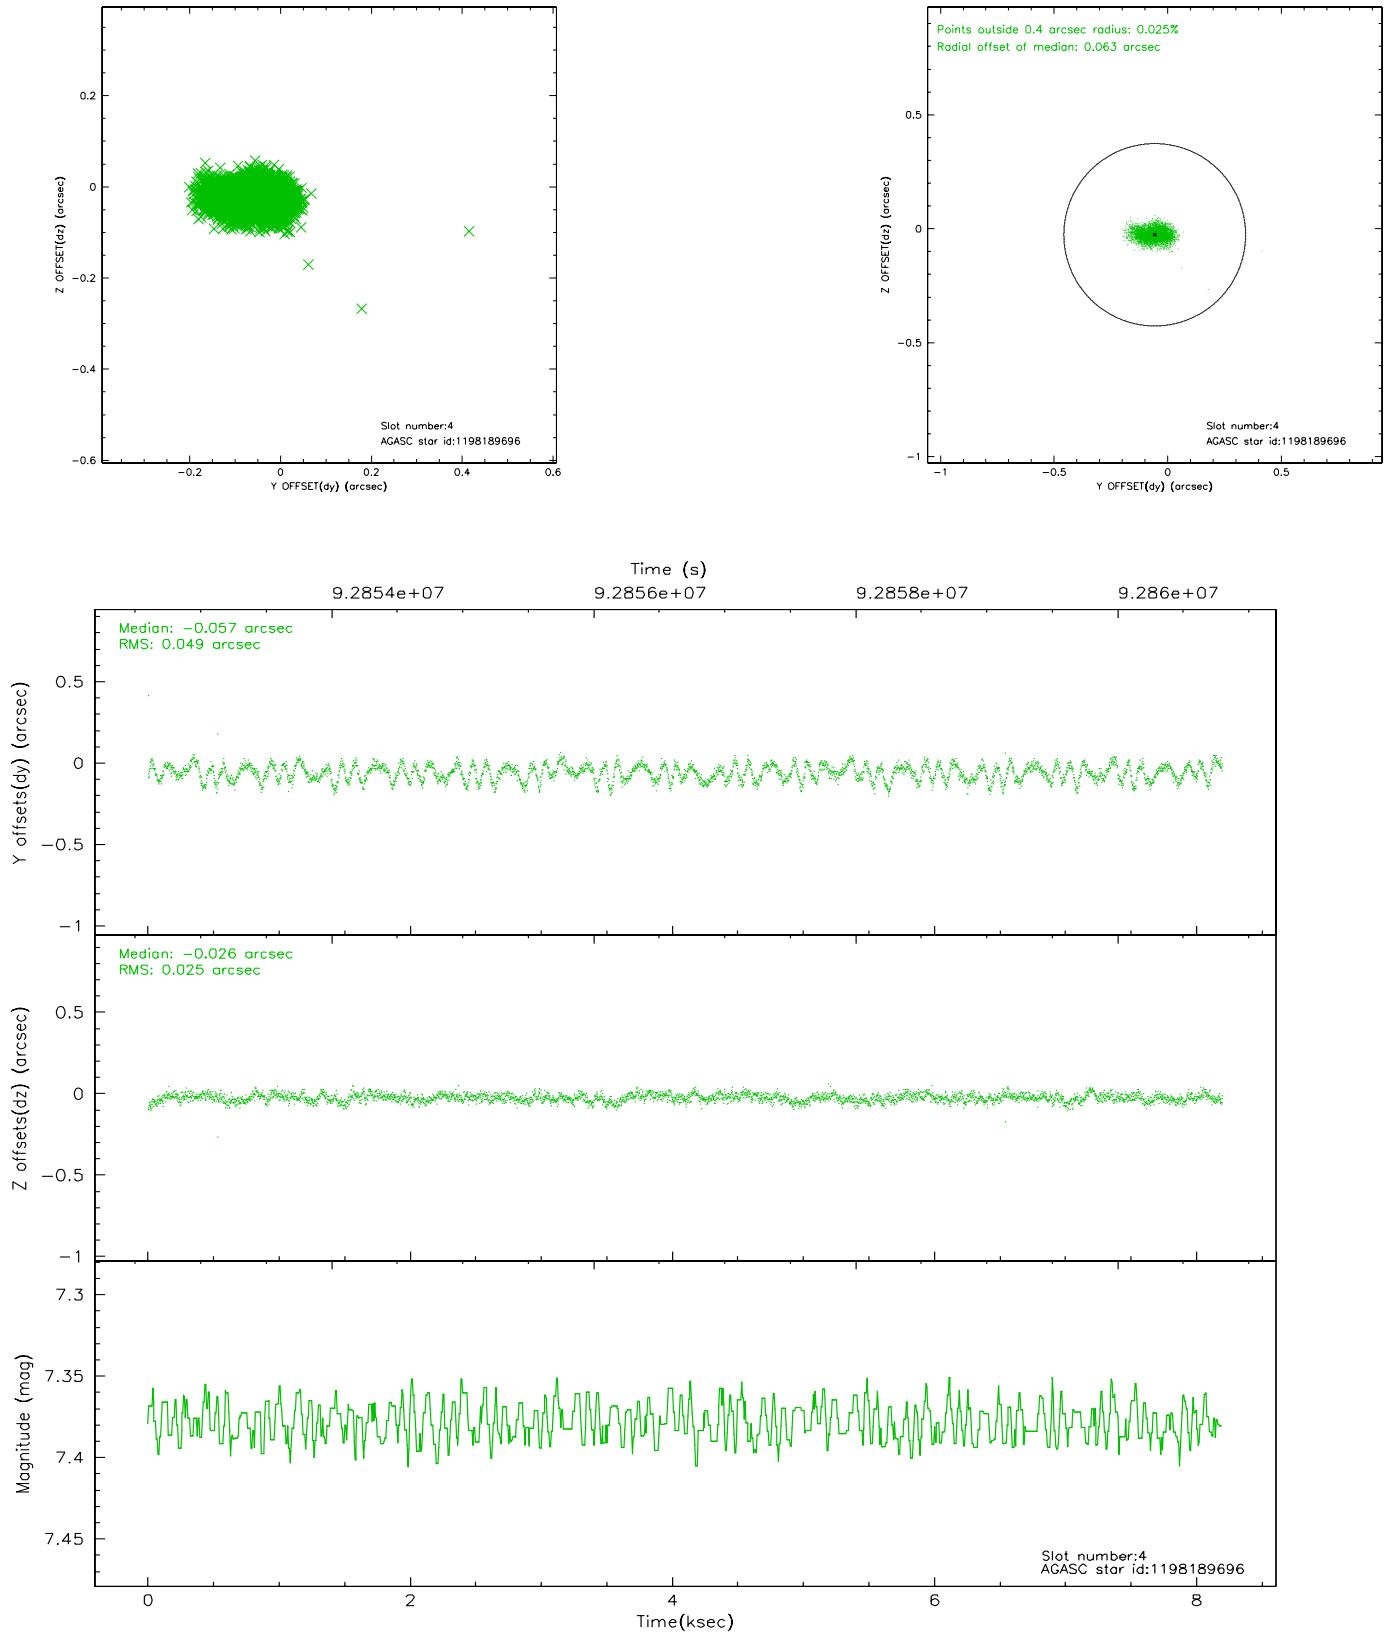 0.2
0
−0.2
−0.4
−0.6
Z OFFSET(dz) (arcsec)
Slot number:4
AGASC star id:1198189696
−0.2
0
0.2
0.4
0.6
Y OFFSET(dy) (arcsec)
Points outside 0.4 arcsec radius: 0.025%
Radial offset of median: 0.063 arcsec
0.5
0
−0.5
−1
Z OFFSET(dz) (arcsec)
Slot number:4
AGASC star id:1198189696
−1
−0.5
0
0.5
Y OFFSET(dy) (arcsec)
Time (s)
9.2854e+07
9.2856e+07
9.2858e+07
9.286e+07
Median: −0.057 arcsec
RMS: 0.049 arcsec
0.5
0
−0.5
−1
Y offsets(dy) (arcsec)
Median: −0.026 arcsec
RMS: 0.025 arcsec
0.5
0
−0.5
−1
Z offsets(dz) (arcsec)
7.3
7.35
7.4
7.45
Magnitude (mag)
Slot number:4
AGASC star id:1198189696
0
2
4
6
8
Time(ksec)